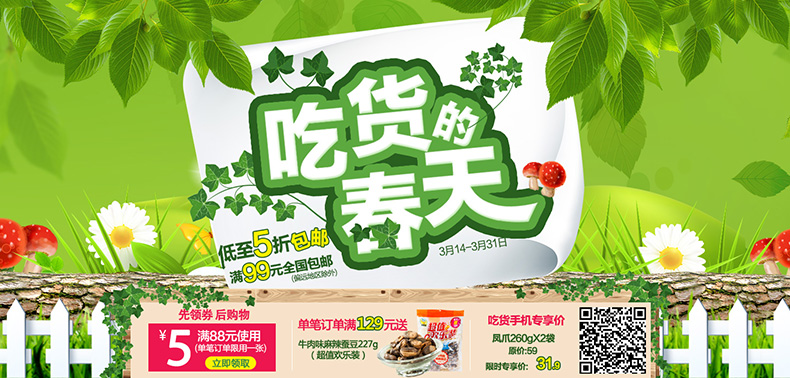 吃货的
春天
3月14-3月31日
低至5折包邮
满99元全国包邮
(偏远地区除外)
先领券 后购物
¥5
满88元使用
(单笔订单限用一张)
立即领取
单笔订单满129元送
牛肉味麻辣蚕豆227g
(超值欢乐装)
超值
欢乐装
吃货手机专享价
凤爪260gX2袋
原价:59
限时专享价: 31.9